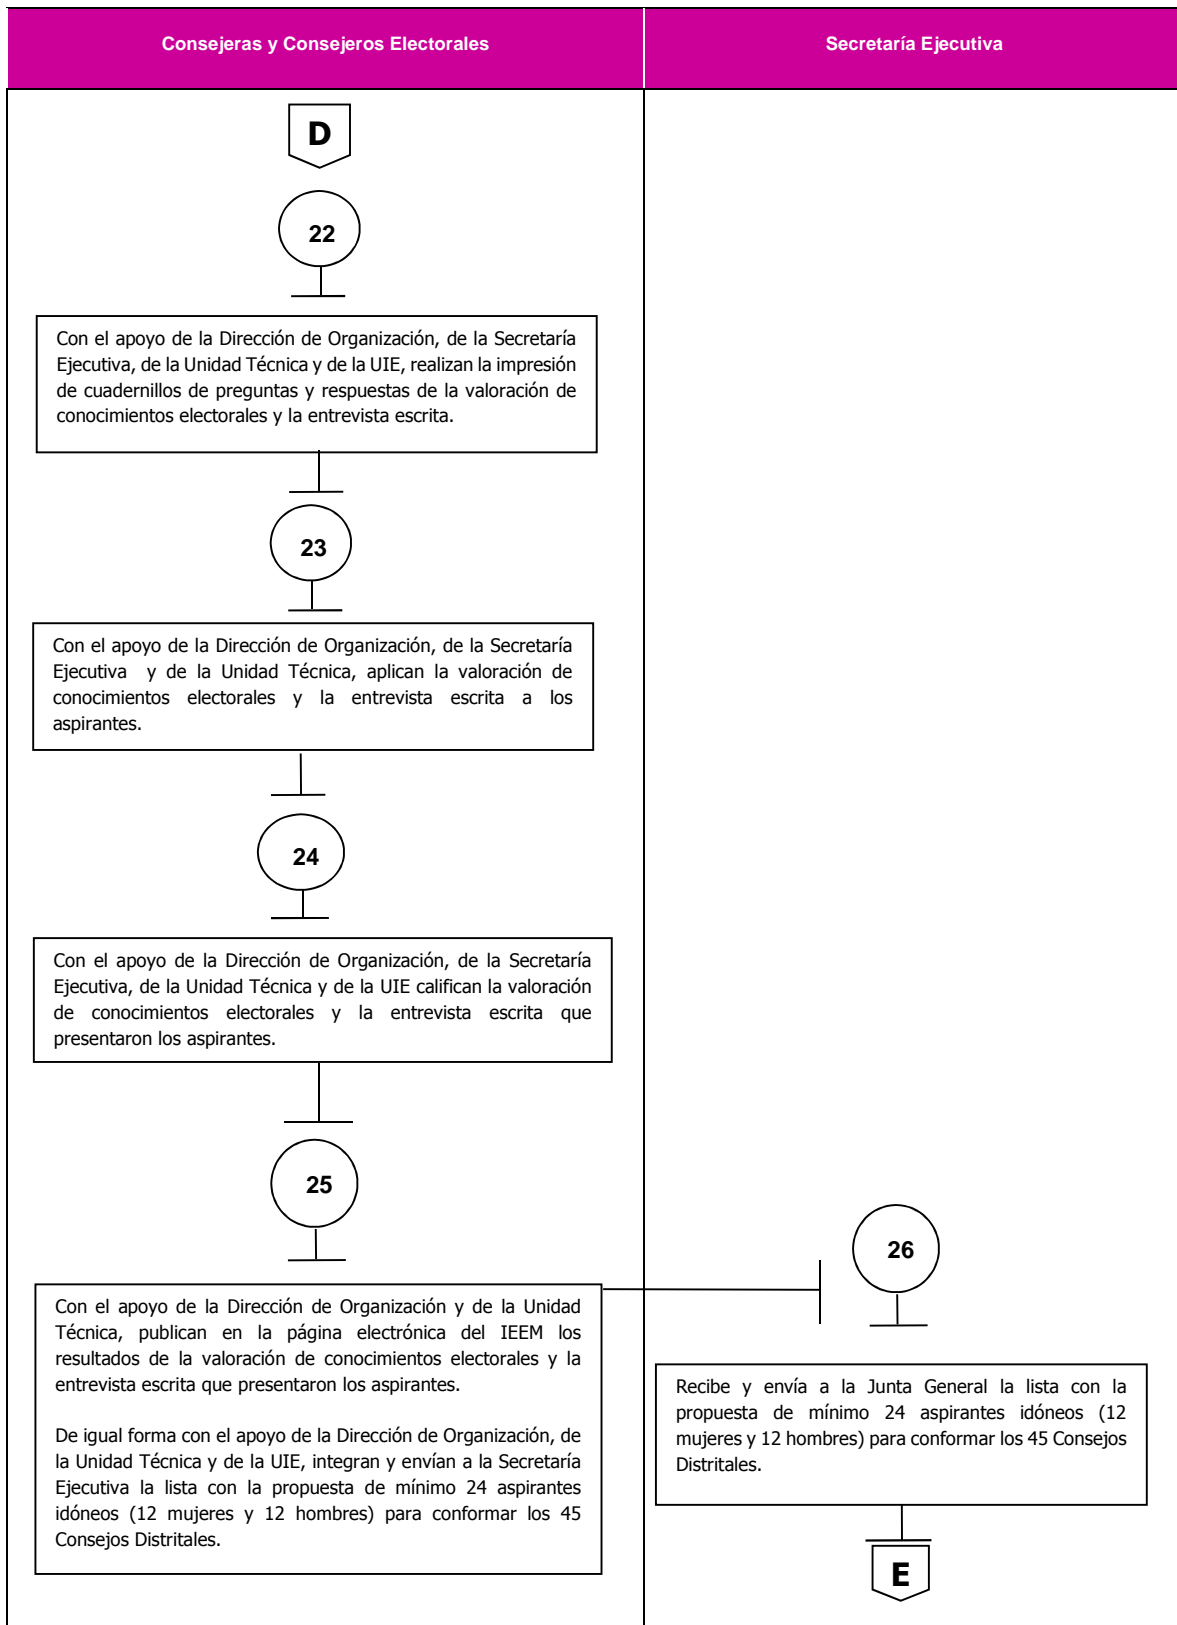 Consejeras y Consejeros Electorales
Secretaría Ejecutiva
D
22
Con el apoyo de la Dirección de Organización, de la Secretaría
Ejecutiva, de la Unidad Técnica y de la UIE, realizan la impresión
de cuadernillos de preguntas y respuestas de la valoración de
conocimientos electorales y la entrevista escrita.
23
Con el apoyo de la Dirección de Organización, de la Secretaría
Ejecutiva y de la Unidad Técnica, aplican la valoración de
conocimientos electorales y la entrevista escrita a los
aspirantes.
24
Con el apoyo de la Dirección de Organización, de la Secretaría
Ejecutiva, de la Unidad Técnica y de la UIE califican la valoración
de conocimientos electorales y la entrevista escrita que
presentaron los aspirantes.
25
Con el apoyo de la Dirección de Organización y de la Unidad
Técnica, publican en la página electrónica del IEEM los
resultados de la valoración de conocimientos electorales y la
entrevista escrita que presentaron los aspirantes.
De igual forma con el apoyo de la Dirección de Organización, de
la Unidad Técnica y de la UIE, integran y envían a la Secretaría
Ejecutiva la lista con la propuesta de mínimo 24 aspirantes
idóneos (12 mujeres y 12 hombres) para conformar los 45
Consejos Distritales.
26
Recibe y envía a la Junta General la lista con la
propuesta de mínimo 24 aspirantes idóneos (12
mujeres y 12 hombres) para conformar los 45 Consejos
Distritales.
E